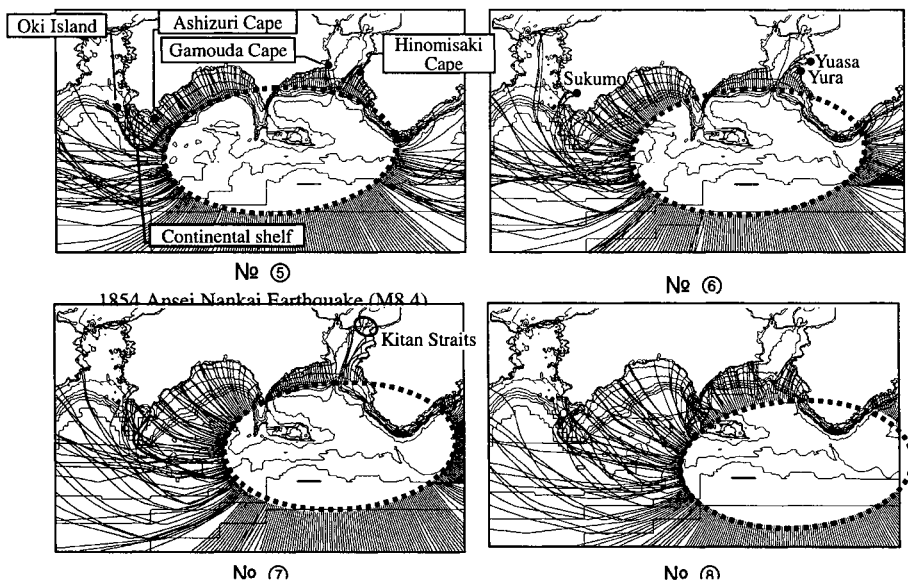 Oki Island
Ashizuri Cape
Gamouda Cape
Hinomisaki
Cape
Continental shelf
№ ⑤
Sukumo
Yuasa
Yura
№ ⑥
1854 Ansei Nankai Earthquake (M8.4)
Kitan Straits
№ ⑦
№ ⑧